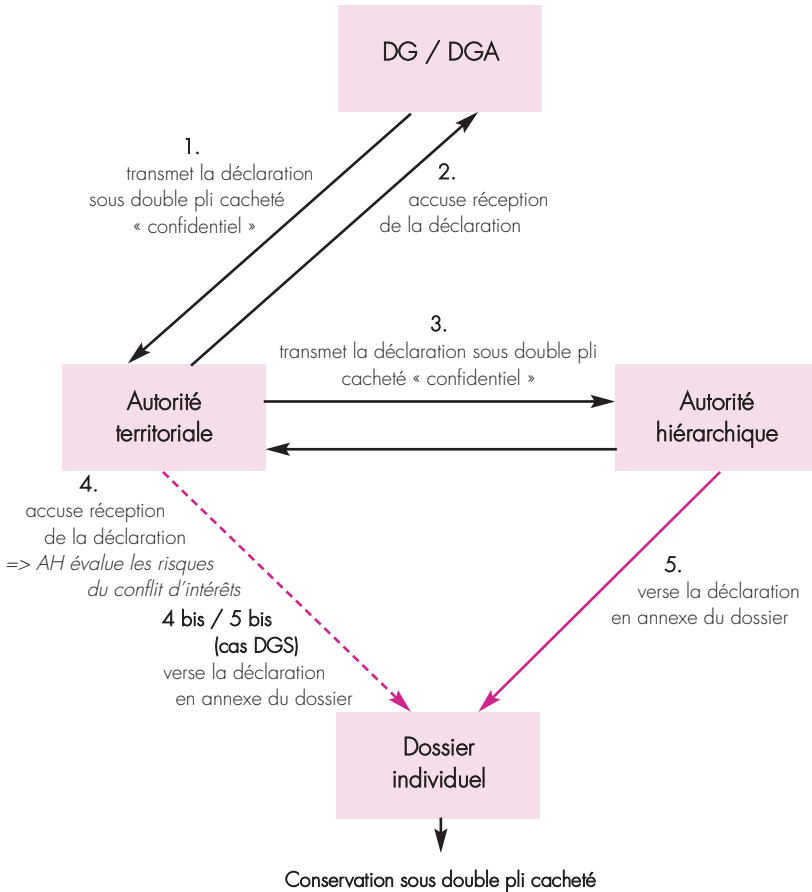 DG / DGA
1.
transmet la déclaration
sous double pli cacheté
« confidentiel »
2.
accuse réception
de la déclaration
3.
transmet la déclaration sous double pli
cacheté « confidentiel »
Autorité
territoriale
Autorité
hiérarchique
4.
accuse réception
de la déclaration
=> AH évalue les risques
du conflit d’intérêts
4 bis / 5 bis
(cas DGS)
verse la déclaration
en annexe du dossier
5.
verse la déclaration
en annexe du dossier
Dossier
individuel
Conservation sous double pli cacheté